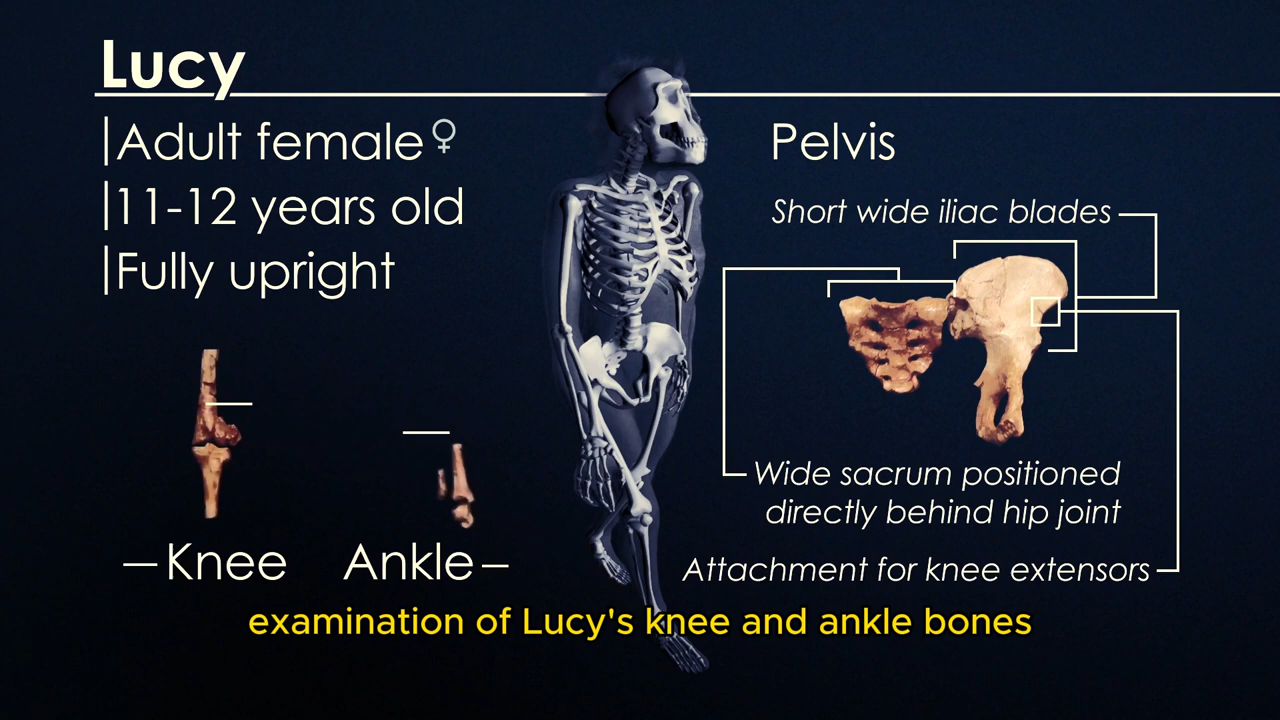 Lucy
Adult female♀
11-12 years old
Fully upright
Knee
Ankle
Pelvis
Short wide iliac blades
Wide sacrum positioned
directly behind hip joint
Attachment for knee extensors
examination of Lucy's knee and ankle bones